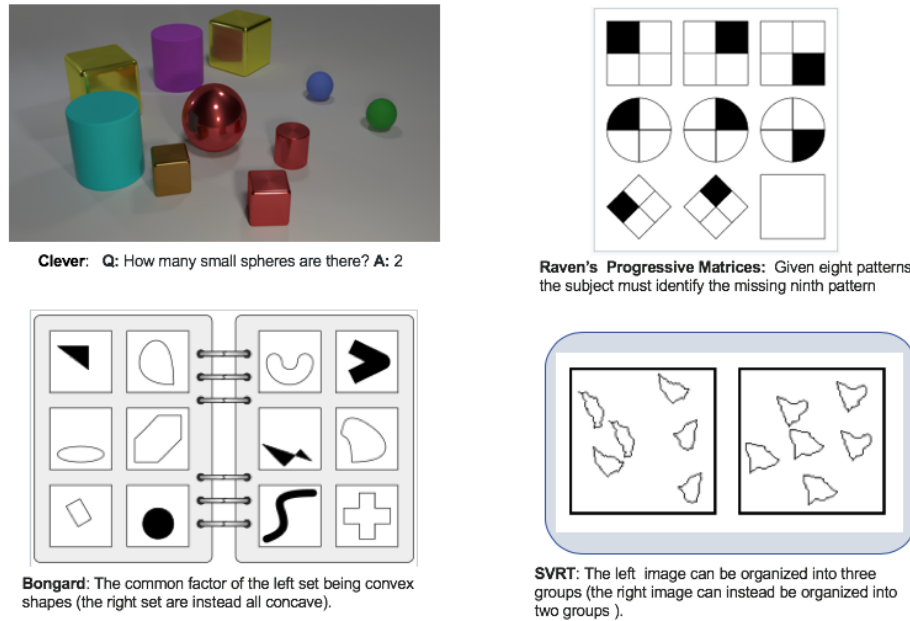 Clever: Q: How many small spheres are there? A: 2
Raven's Progressive Matrices: Given eight patterns
the subject must identify the missing ninth pattern
Bongard: The common factor of the left set being convex
shapes (the right set are instead all concave).
SVRT: The left image can be organized into three
groups (the right image can instead be organized into
two groups ).